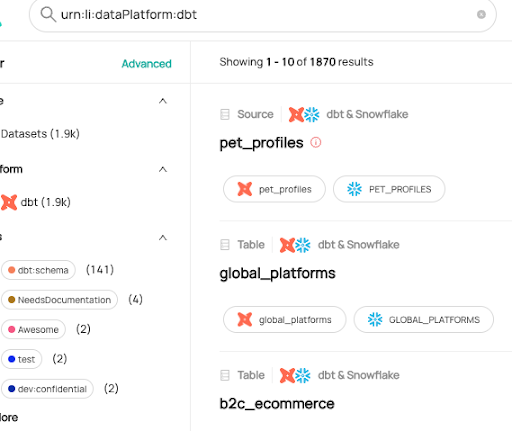 urn:li:dataPlatform:dbt
Advanced
Showing 1 - 10 of 1870 results
Datasets (1.9k)
dbt (1.9k)
dbt:schema (141)
NeedsDocumentation (4)
Awesome (2)
test (2)
dev:confidential (2)
Source dbt & Snowflake
pet_profiles
pet_profiles PET_PROFILES
Table dbt & Snowflake
global_platforms
global_platforms GLOBAL_PLATFORMS
Table dbt & Snowflake
b2c_ecommerce